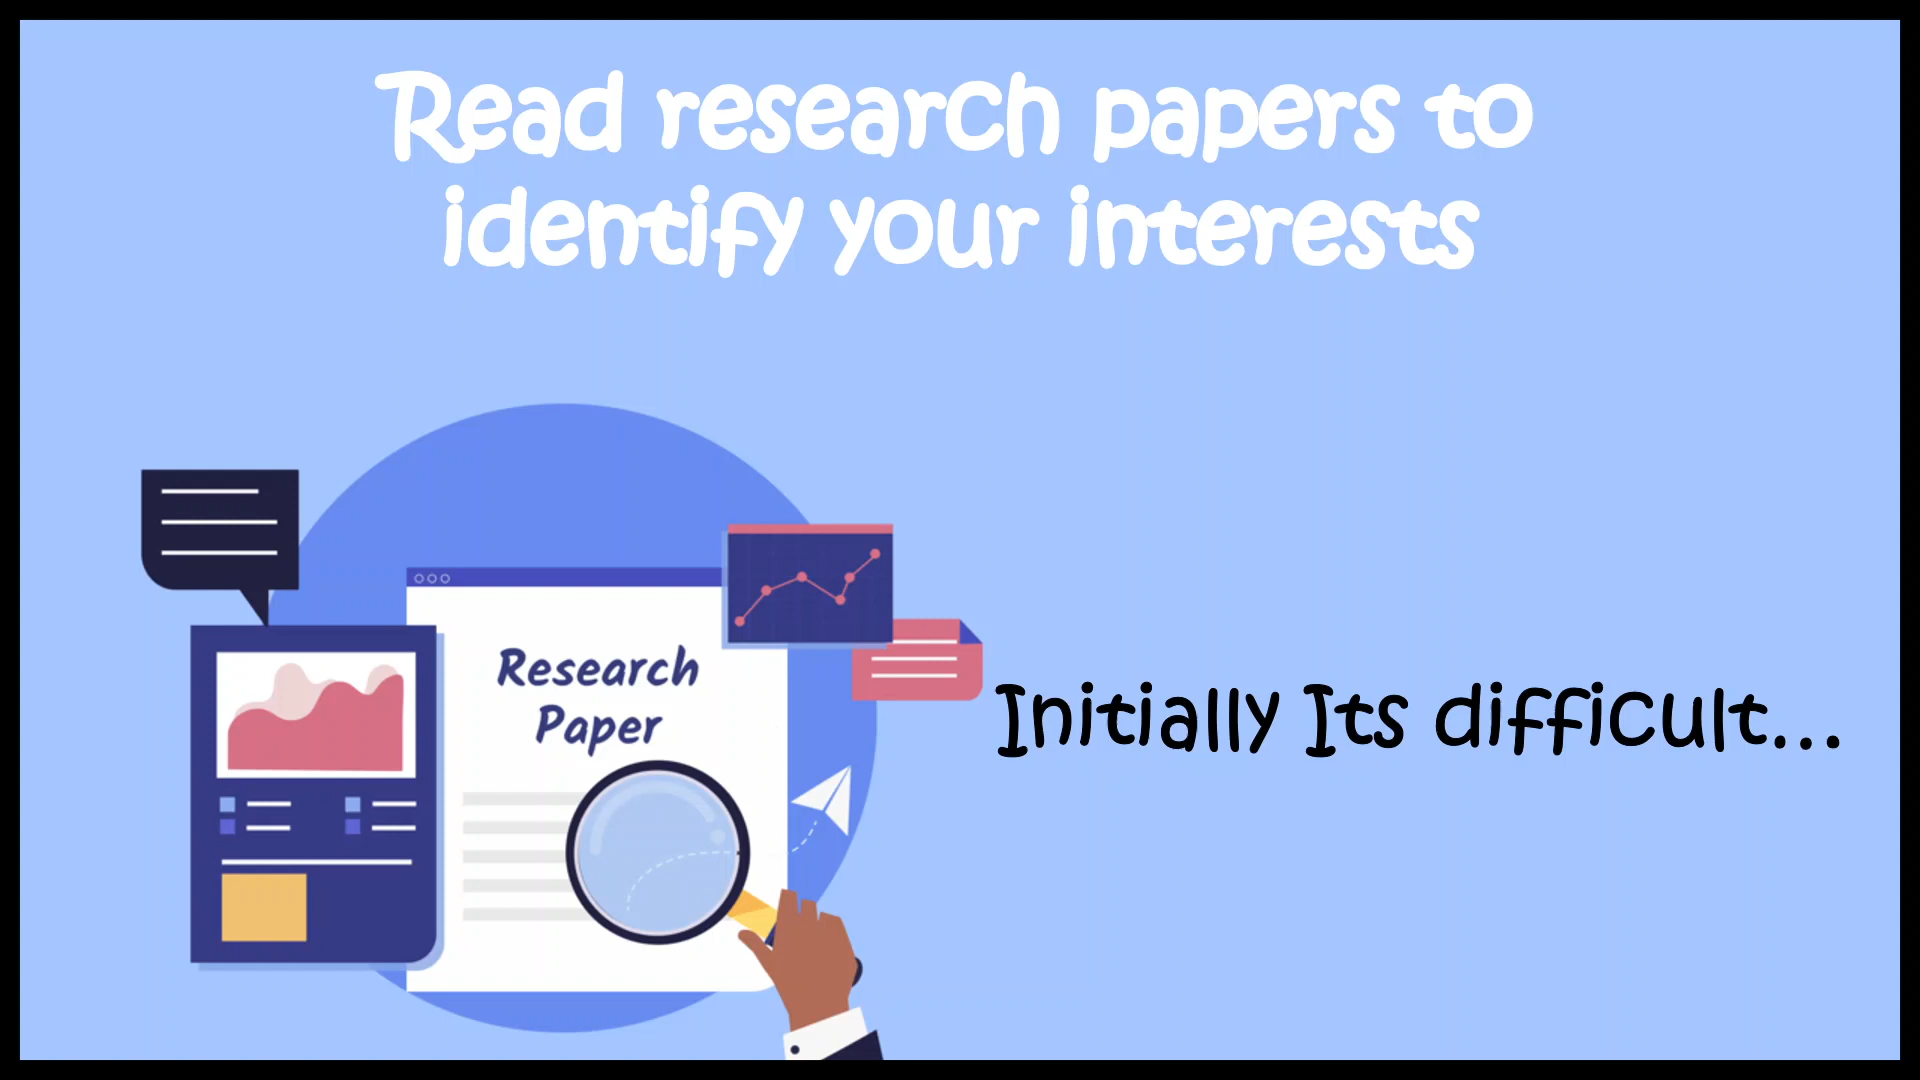 Read research papers to
identify your interests
Research
Paper
Initially Its difficult...